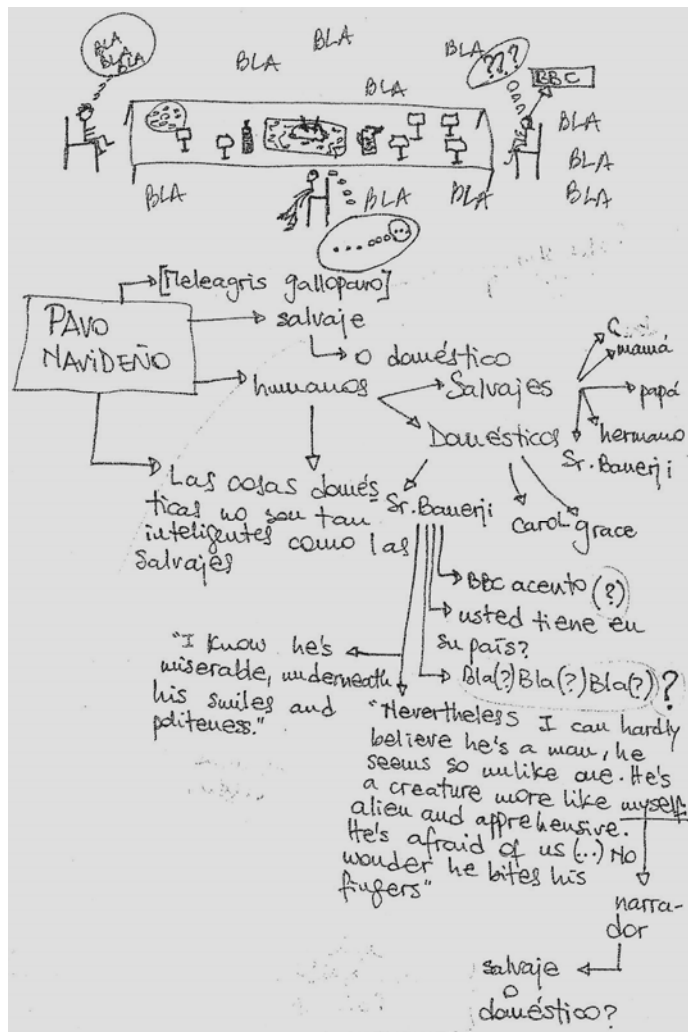 BLA
BLA
BLA
BLA
BLA
BLA
BLA
BLA
???
BBC
BLA
BLA
BLA
BLA
BLA
BLA
BLA
[Meleagris gallopavo]
PAVO
NAVIDEÑO
salvaje
o doméstico
humanos
Salvajes
mamá
papá
hermano
Sr. Banerji
Domésticos
Sr. Banerji
carol
grace
Las cosas domés
ticas no son tan
inteligentes como las
salvajes
BBC acento (?)
usted tiene en
su país?
Bla(?) Bla(?) Bla(?) ?
"I know he's
miserable, underneath
his smiles and
politeness."
"Nevertheless I can hardly
believe he's a man, he
seems so unlike one. He's
a creature more like myself:
alien and apprehensive.
He's afraid of us (...) No
wonder he bites his
fingers"
narra-
dor
salvaje
o
doméstico?